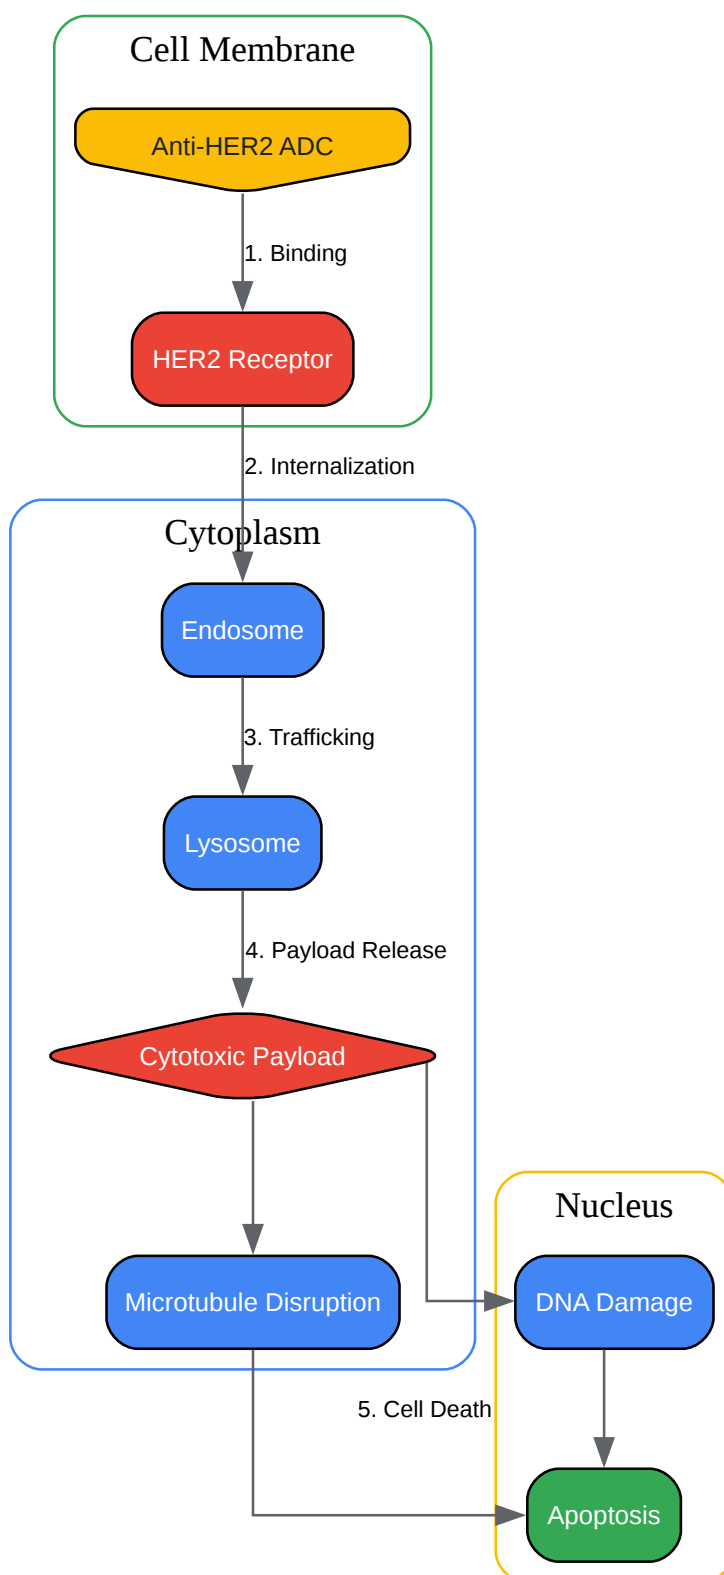 Cell Membrane
Anti-HER2 ADC
1. Binding
HER2 Receptor
2. Internalization
Cytoplasm
Endosome
3. Trafficking
Lysosome
4. Payload Release
Cytotoxic Payload
Nucleus
Microtubule Disruption
DNA Damage
5. Cell Death
Apoptosis